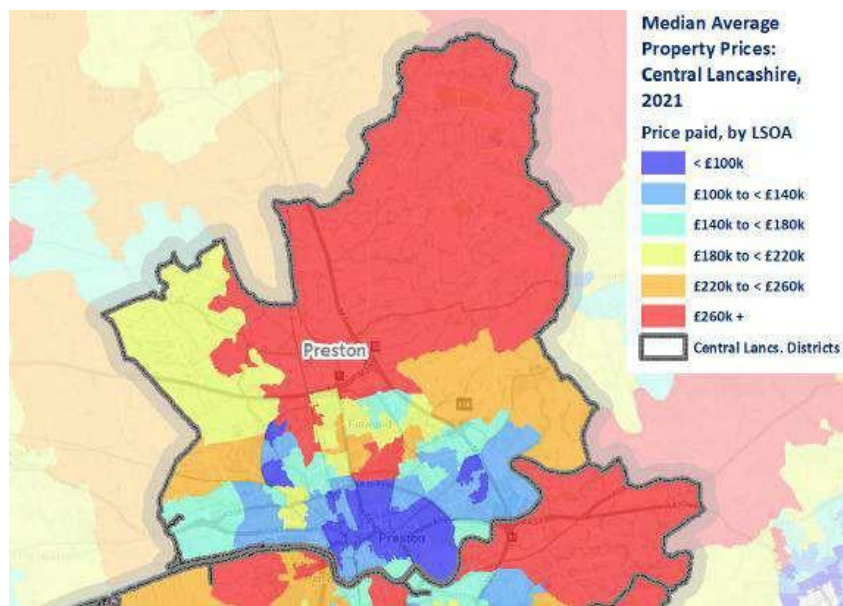 Median Average
Property Prices:
Central Lancashire,
2021
Price paid, by LSOA
< £100k
£100k to < £140k
£140k to < £180k
£180k to < £220k
£220k to < £260k
£260k +
Central Lancs. Districts
Preston
Fulwood
Preston